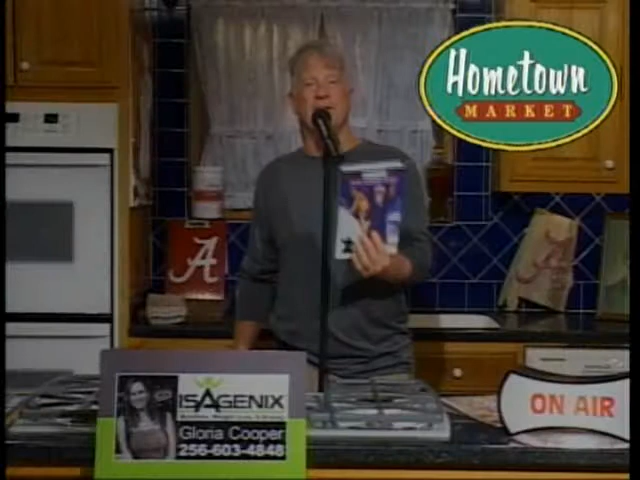 Hometown
MARKET
A
ISAGENIX
Gloria Cooper
256-603-4848
ON AIR